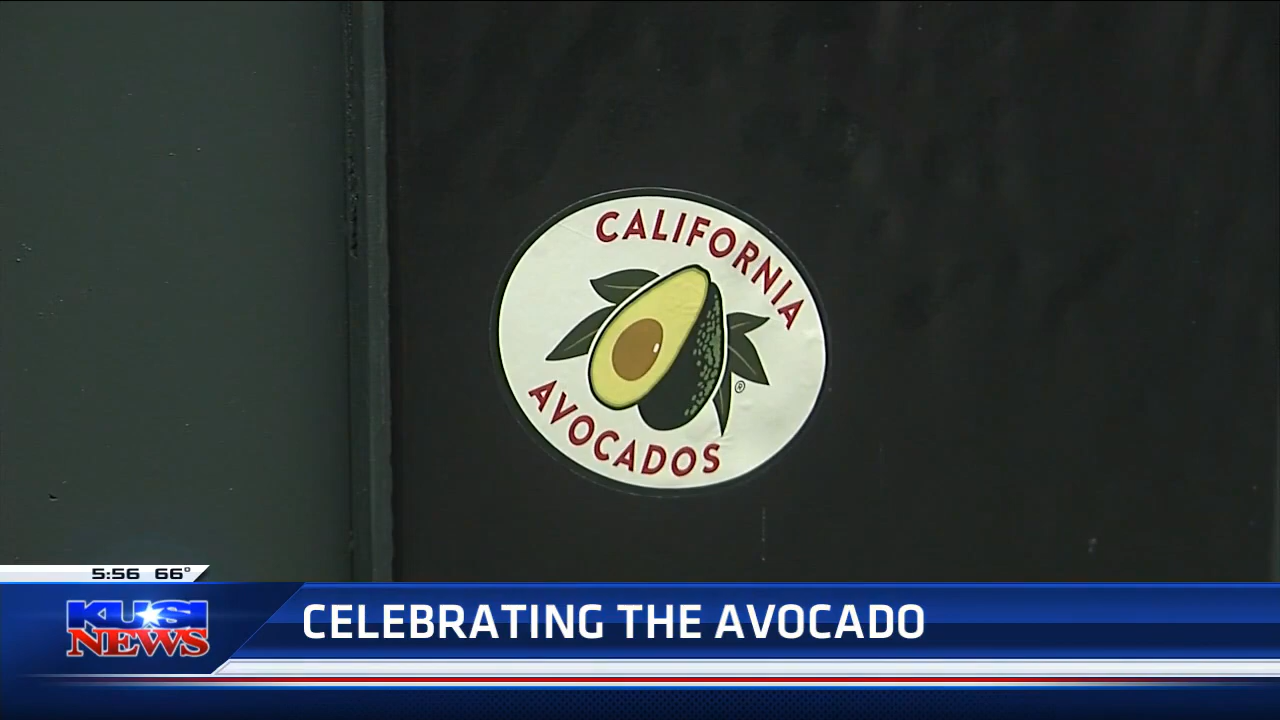 CALIFORNIA
AVOCADOS
®
5:56 66°
KUSI
NEWS
CELEBRATING THE AVOCADO